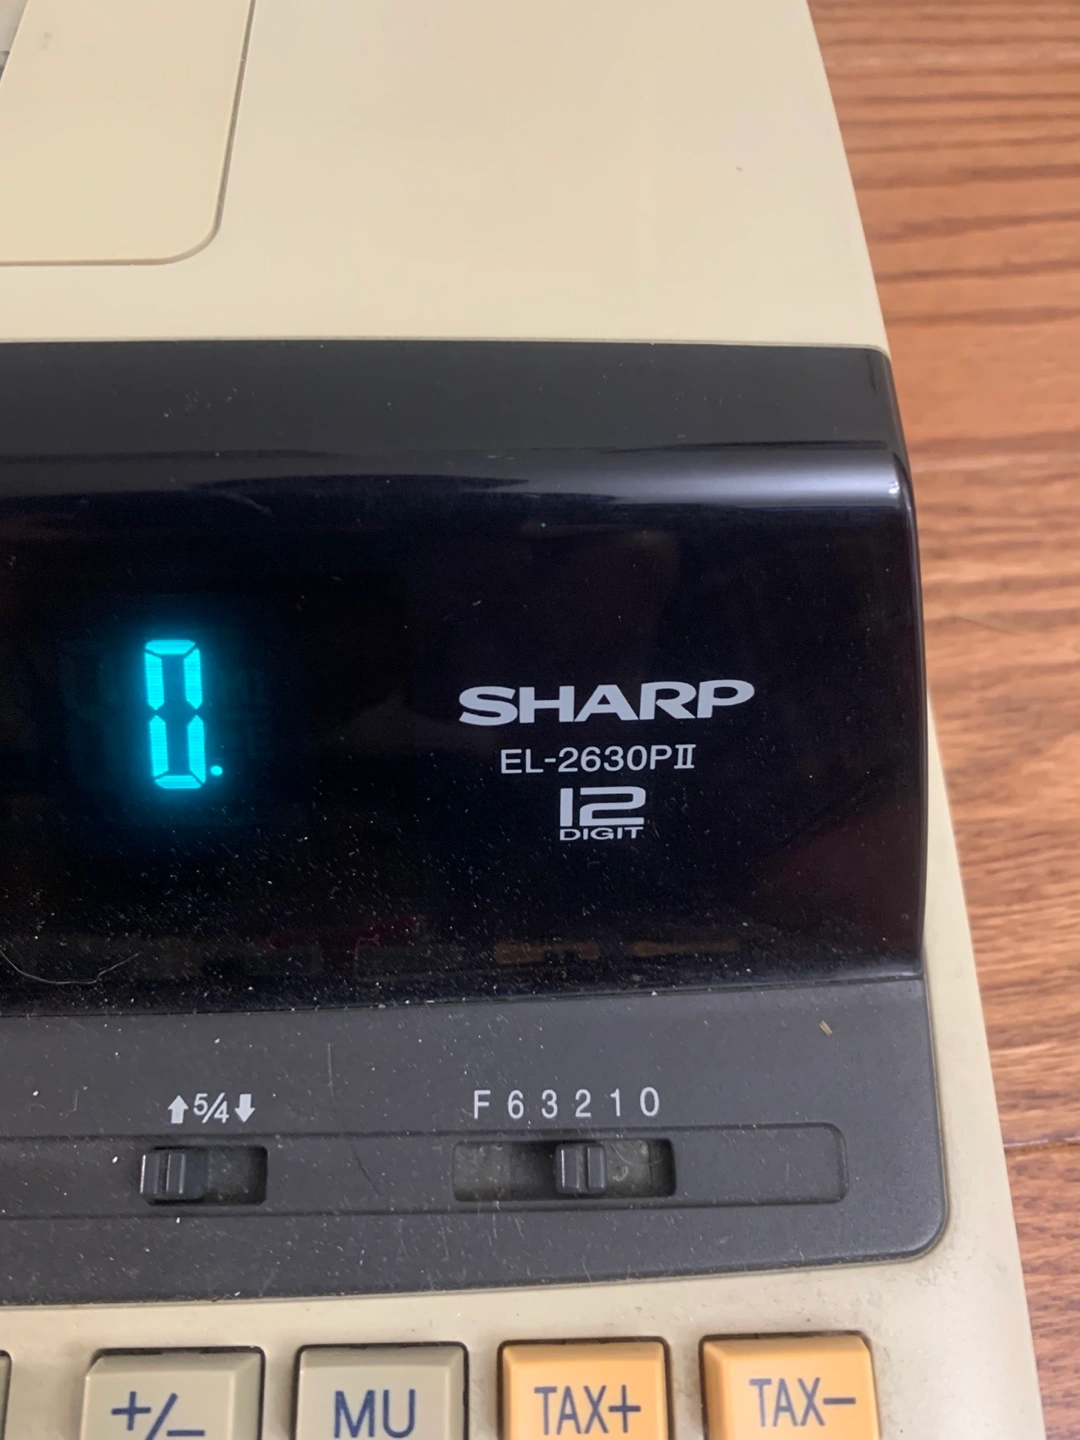 0.
SHARP
EL-2630PII
12
DIGIT
⬆5/4⬇
F 6 3 2 1 0
+/−
MU
TAX+
TAX−